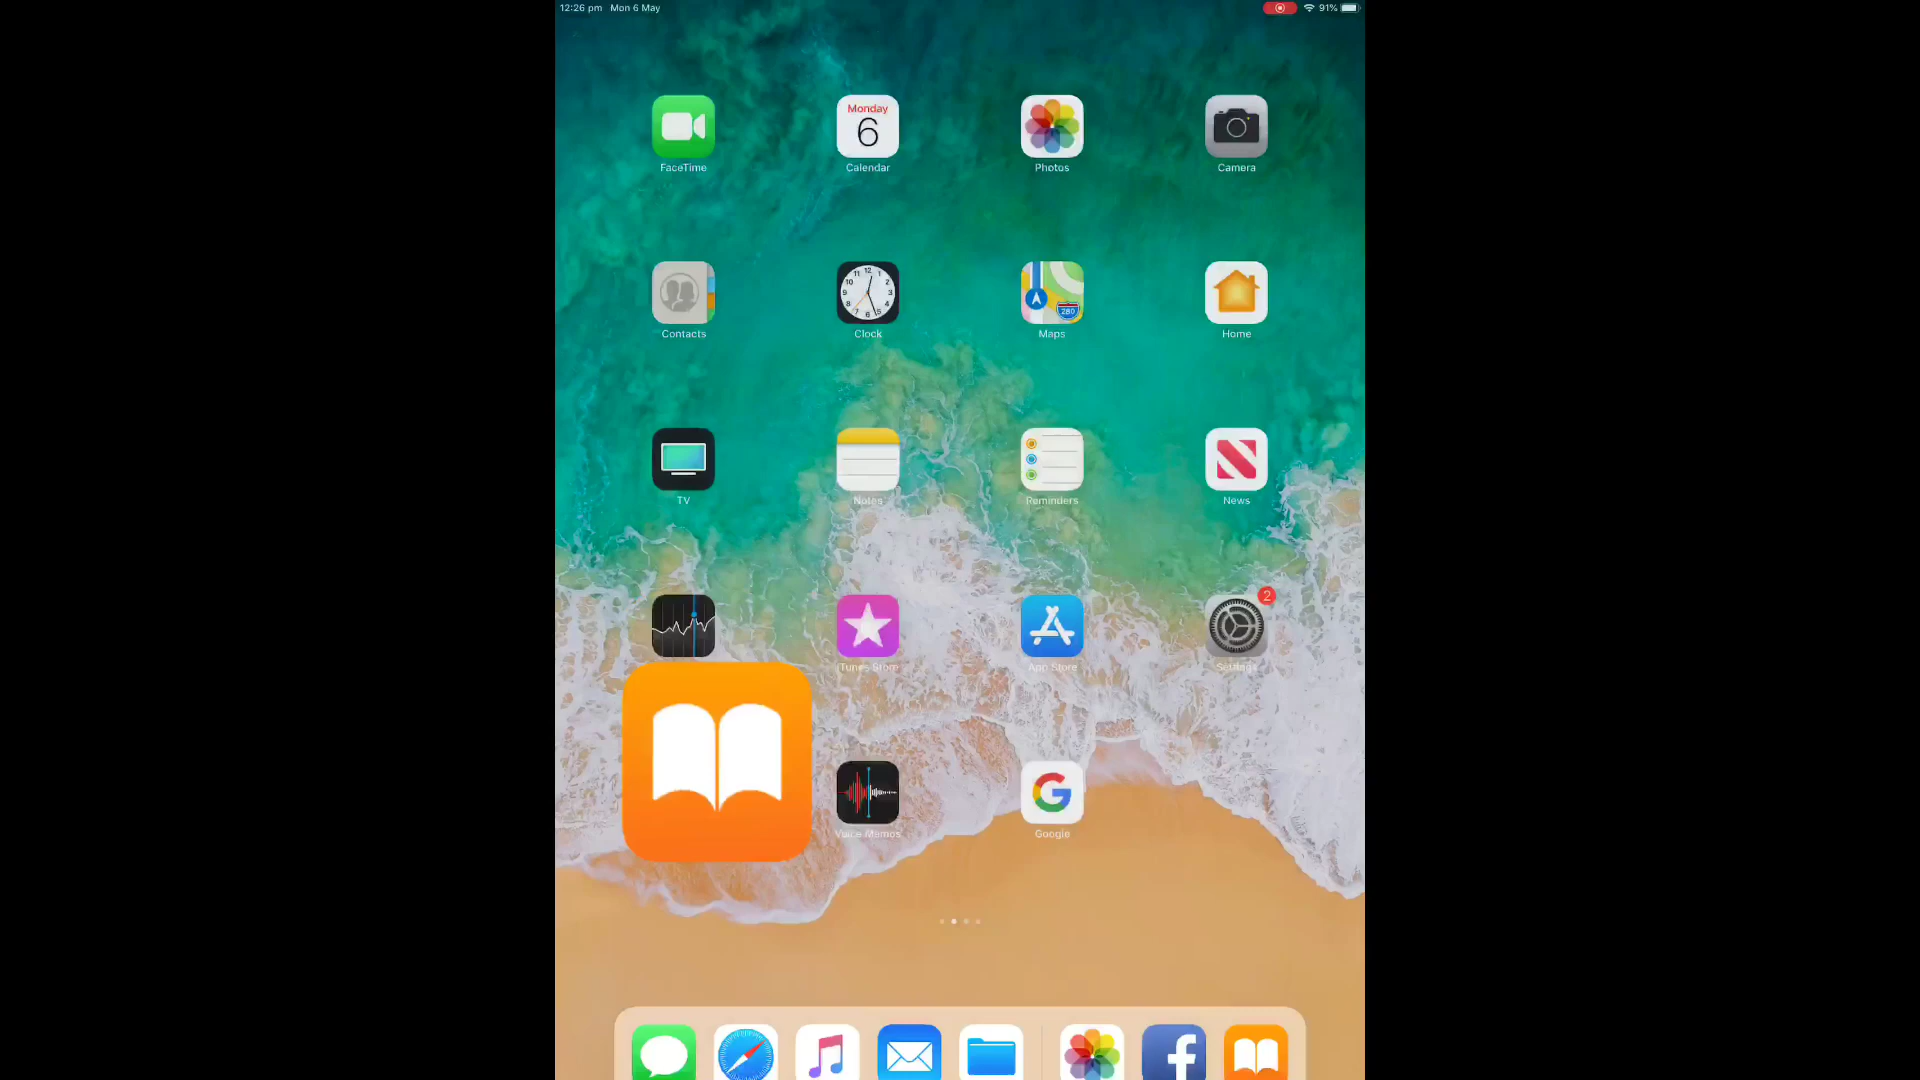 12:26 pm Mon 6 May 91%
Monday
6
FaceTime Calendar Photos Camera
280
Contacts Clock Maps Home
TV Notes Reminders News
2
iTunes Store App Store Settings
Voice Memos Google